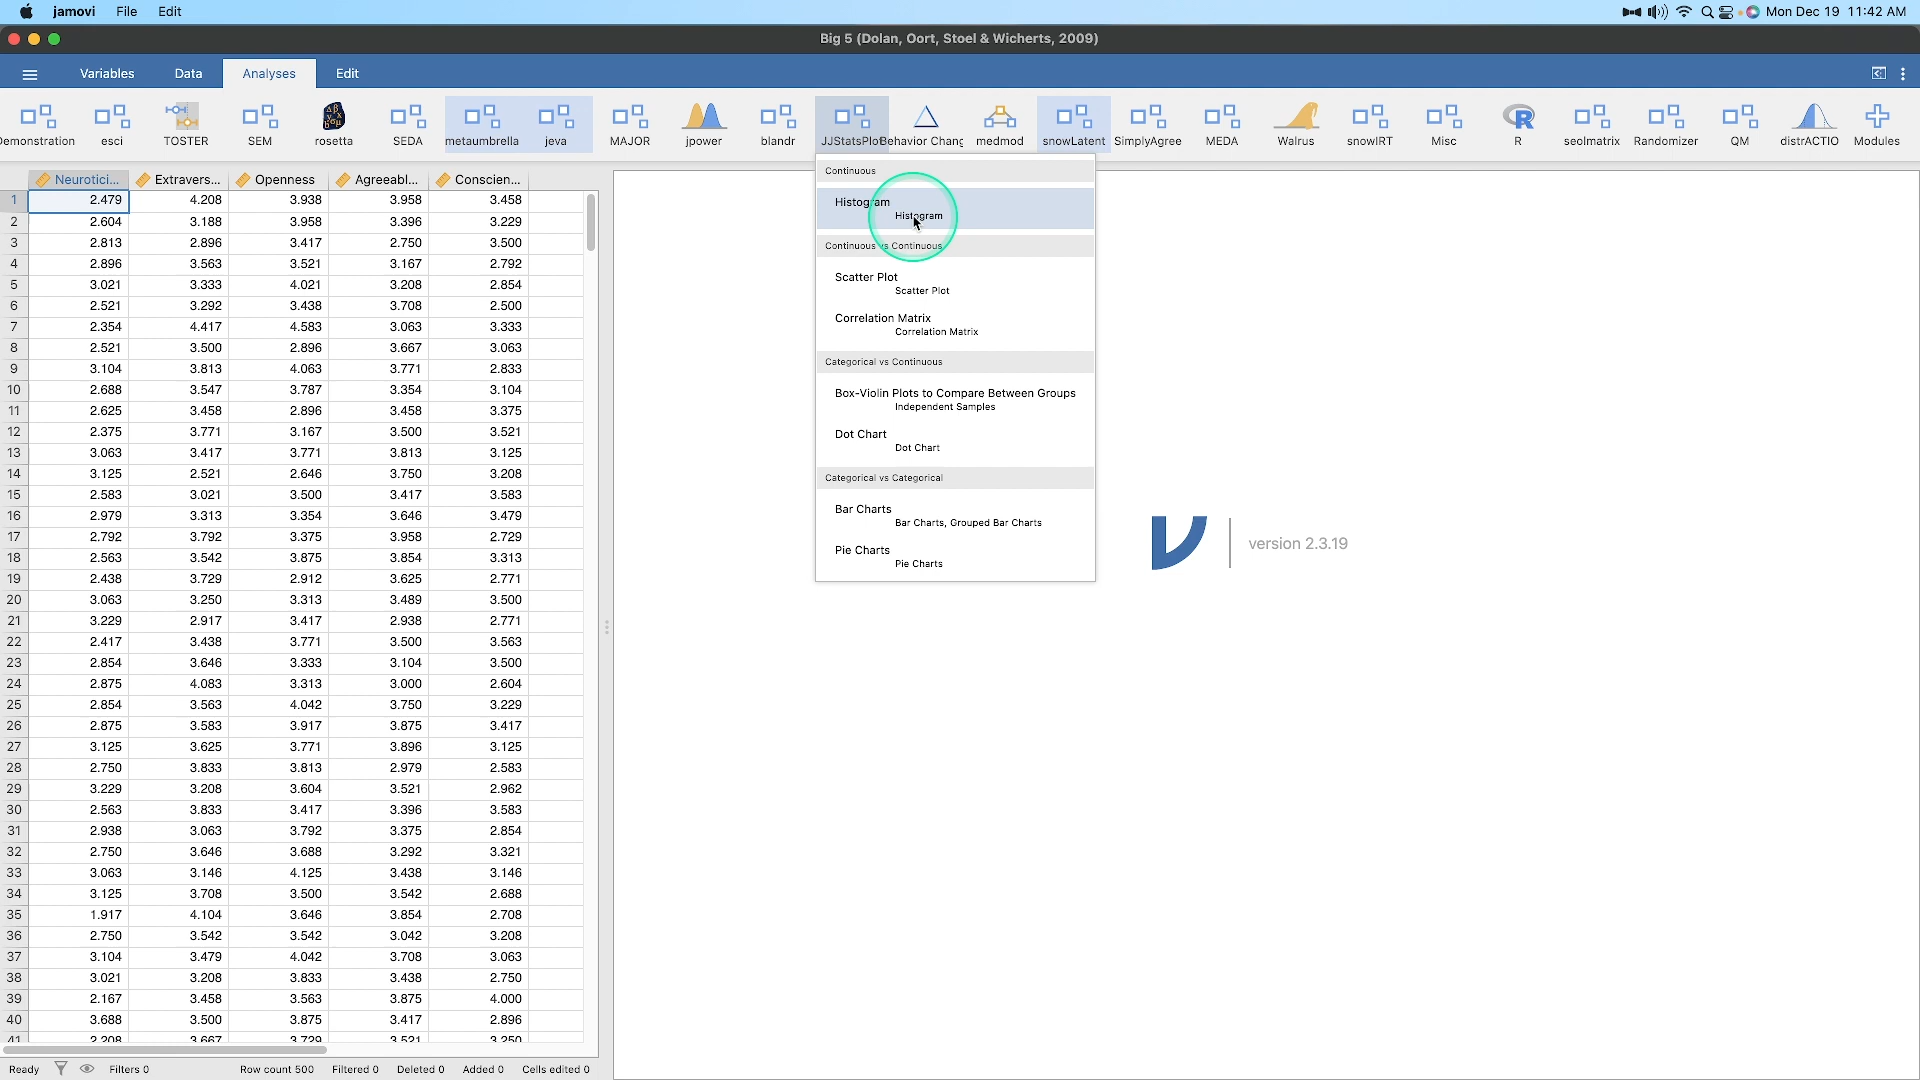 jamovi File Edit
Mon Dec 19 11:42 AM
Big 5 (Dolan, Oort, Stoel & Wicherts, 2009)
Variables Data Analyses Edit
Demonstration esci TOSTER SEM rosetta SEDA metaumbrella jeva MAJOR jpower blandr JJStatsPlot Behavior Chang medmod snowLatent SimplyAgree MEDA Walrus snowIRT Misc R seolmatrix Randomizer QM distrACTION Modules
Neurotici... Extravers... Openness Agreeabl... Conscien...
1 2.479 4.208 3.938 3.958 3.458
2 2.604 3.188 3.958 3.396 3.229
3 2.813 2.896 3.417 2.750 3.500
4 2.896 3.563 3.521 3.167 2.792
5 3.021 3.333 4.021 3.208 2.854
6 2.521 3.292 3.438 3.708 2.500
7 2.354 4.417 4.583 3.063 3.333
8 2.521 3.500 2.896 3.667 3.063
9 3.104 3.813 4.063 3.771 2.833
10 2.688 3.547 3.787 3.354 3.104
11 2.625 3.458 2.896 3.458 3.375
12 2.375 3.771 3.167 3.500 3.521
13 3.063 3.417 3.771 3.813 3.125
14 3.125 2.521 2.646 3.750 3.208
15 2.583 3.021 3.500 3.417 3.583
16 2.979 3.313 3.354 3.646 3.479
17 2.792 3.792 3.375 3.958 2.729
18 2.563 3.542 3.875 3.854 3.313
19 2.438 3.729 2.912 3.625 2.771
20 3.063 3.250 3.313 3.489 3.500
21 3.229 2.917 3.417 2.938 2.771
22 2.417 3.438 3.771 3.500 3.563
23 2.854 3.646 3.333 3.104 3.500
24 2.875 4.083 3.313 3.000 2.604
25 2.854 3.563 4.042 3.750 3.229
26 2.875 3.583 3.917 3.875 3.417
27 3.125 3.625 3.771 3.896 3.125
28 2.750 3.833 3.813 2.979 2.583
29 3.229 3.208 3.604 3.521 2.962
30 2.563 3.833 3.417 3.396 3.583
31 2.938 3.063 3.792 3.375 2.854
32 2.750 3.646 3.688 3.292 3.321
33 3.063 3.146 4.125 3.438 3.146
34 3.125 3.708 3.500 3.542 2.688
35 1.917 4.104 3.646 3.854 2.708
36 2.750 3.542 3.542 3.042 3.208
37 3.104 3.479 4.042 3.708 3.063
38 3.021 3.208 3.833 3.438 2.750
39 2.167 3.458 3.563 3.875 4.000
40 3.688 3.500 3.875 3.417 2.896
41 2.208 3.667 3.729 3.521 3.250
Continuous
Histogram
Histogram
Continuous vs Continuous
Scatter Plot
Scatter Plot
Correlation Matrix
Correlation Matrix
Categorical vs Continuous
Box-Violin Plots to Compare Between Groups
Independent Samples
Dot Chart
Dot Chart
Categorical vs Categorical
Bar Charts
Bar Charts, Grouped Bar Charts
Pie Charts
Pie Charts
version 2.3.19
Ready Filters 0 Row count 500 Filtered 0 Deleted 0 Added 0 Cells edited 0